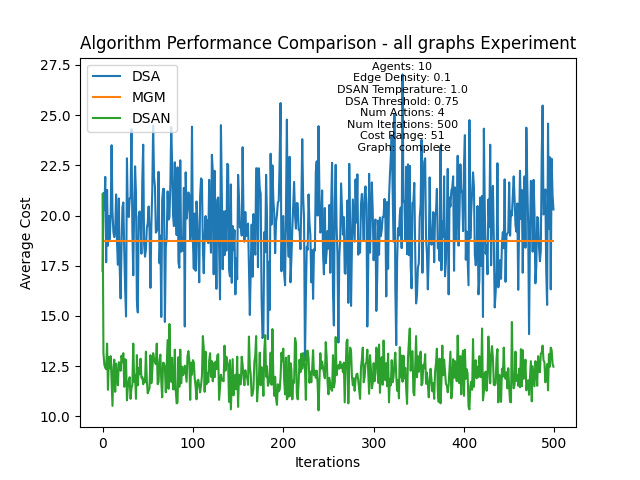 Algorithm Performance Comparison - all graphs Experiment
27.5
25.0
22.5
20.0
17.5
15.0
12.5
10.0
Average Cost
DSA
MGM
DSAN
Agents: 10
Edge Density: 0.1
DSAN Temperature: 1.0
DSA Threshold: 0.75
Num Actions: 4
Num Iterations: 500
Cost Range: 51
Graph: complete
0 100 200 300 400 500
Iterations